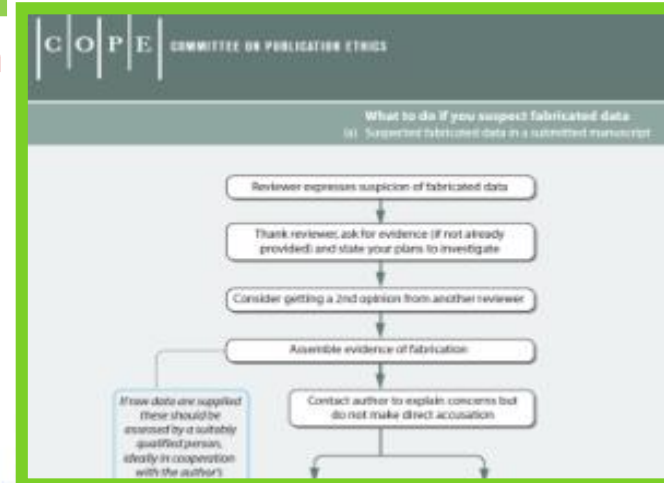 COPE COMMITTEE ON PUBLICATION ETHICS
What to do if you suspect fabricated data
(a) Suspected fabricated data in a submitted manuscript
Reviewer expresses suspicion of fabricated data
Thank reviewer, ask for evidence (if not already
provided) and state your plans to investigate
Consider getting a 2nd opinion from another reviewer
Assemble evidence of fabrication
If raw data are supplied
these should be
assessed by a suitably
qualified person,
ideally in cooperation
with the author's
Contact author to explain concerns but
do not make direct accusation